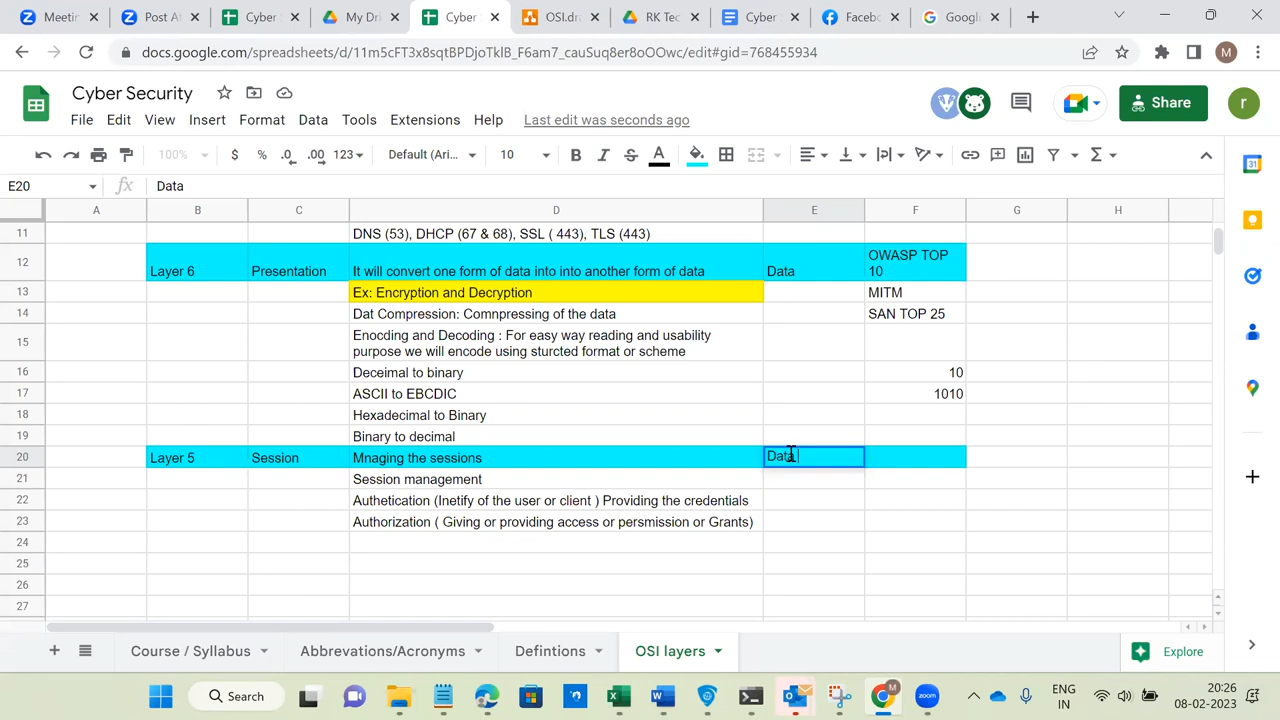 Meetin
Post A
Cyber S
My Dri
Cyber S
OSI.dr
RK Tec
Cyber
Faceb
Googl
docs.google.com/spreadsheets/d/11m5cFT3x8sqtBPDjoTklB_F6am7_cauSuq8er8oOOwc/edit#gid=768455934
M
Cyber Security
Share
r
File Edit View Insert Format Data Tools Extensions Help Last edit was seconds ago
100% $ % .0 .00 123 Default (Ari... 10 B I S A
31
E20 fx Data
A B C D E F G H
11 DNS (53), DHCP (67 & 68), SSL ( 443), TLS (443)
12 Layer 6 Presentation It will convert one form of data into into another form of data Data OWASP TOP
10
13 Ex: Encryption and Decryption MITM
14 Dat Compression: Comnpressing of the data SAN TOP 25
15 Enocding and Decoding : For easy way reading and usability
purpose we will encode using sturcted format or scheme
16 Deceimal to binary 10
17 ASCII to EBCDIC 1010
18 Hexadecimal to Binary
19 Binary to decimal
20 Layer 5 Session Mnaging the sessions Data
21 Session management
22 Authetication (Inetify of the user or client ) Providing the credentials
23 Authorization ( Giving or providing access or persmission or Grants)
24
25
26
27
Course / Syllabus Abbrevations/Acronyms Defintions OSI layers Explore
Search
zoom
ENG
IN
20:26
08-02-2023